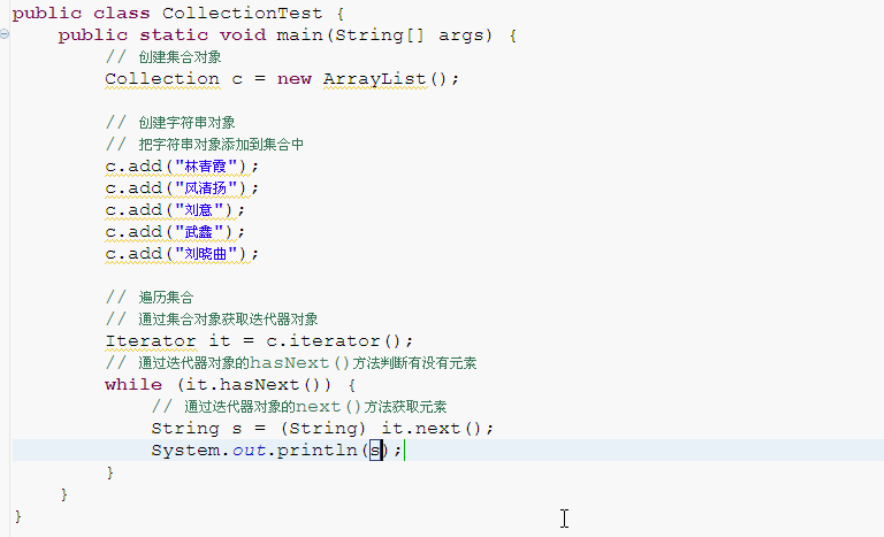 public class CollectionTest {
public static void main(String[] args) {
// 创建集合对象
Collection c = new ArrayList();
// 创建字符串对象
// 把字符串对象添加到集合中
c.add("林青霞");
c.add("风清扬");
c.add("刘意");
c.add("武鑫");
c.add("刘晓曲");
// 遍历集合
// 通过集合对象获取迭代器对象
Iterator it = c.iterator();
// 通过迭代器对象的hasNext()方法判断有没有元素
while (it.hasNext()) {
// 通过迭代器对象的next()方法获取元素
String s = (String) it.next();
System.out.println(s);
}
}
}